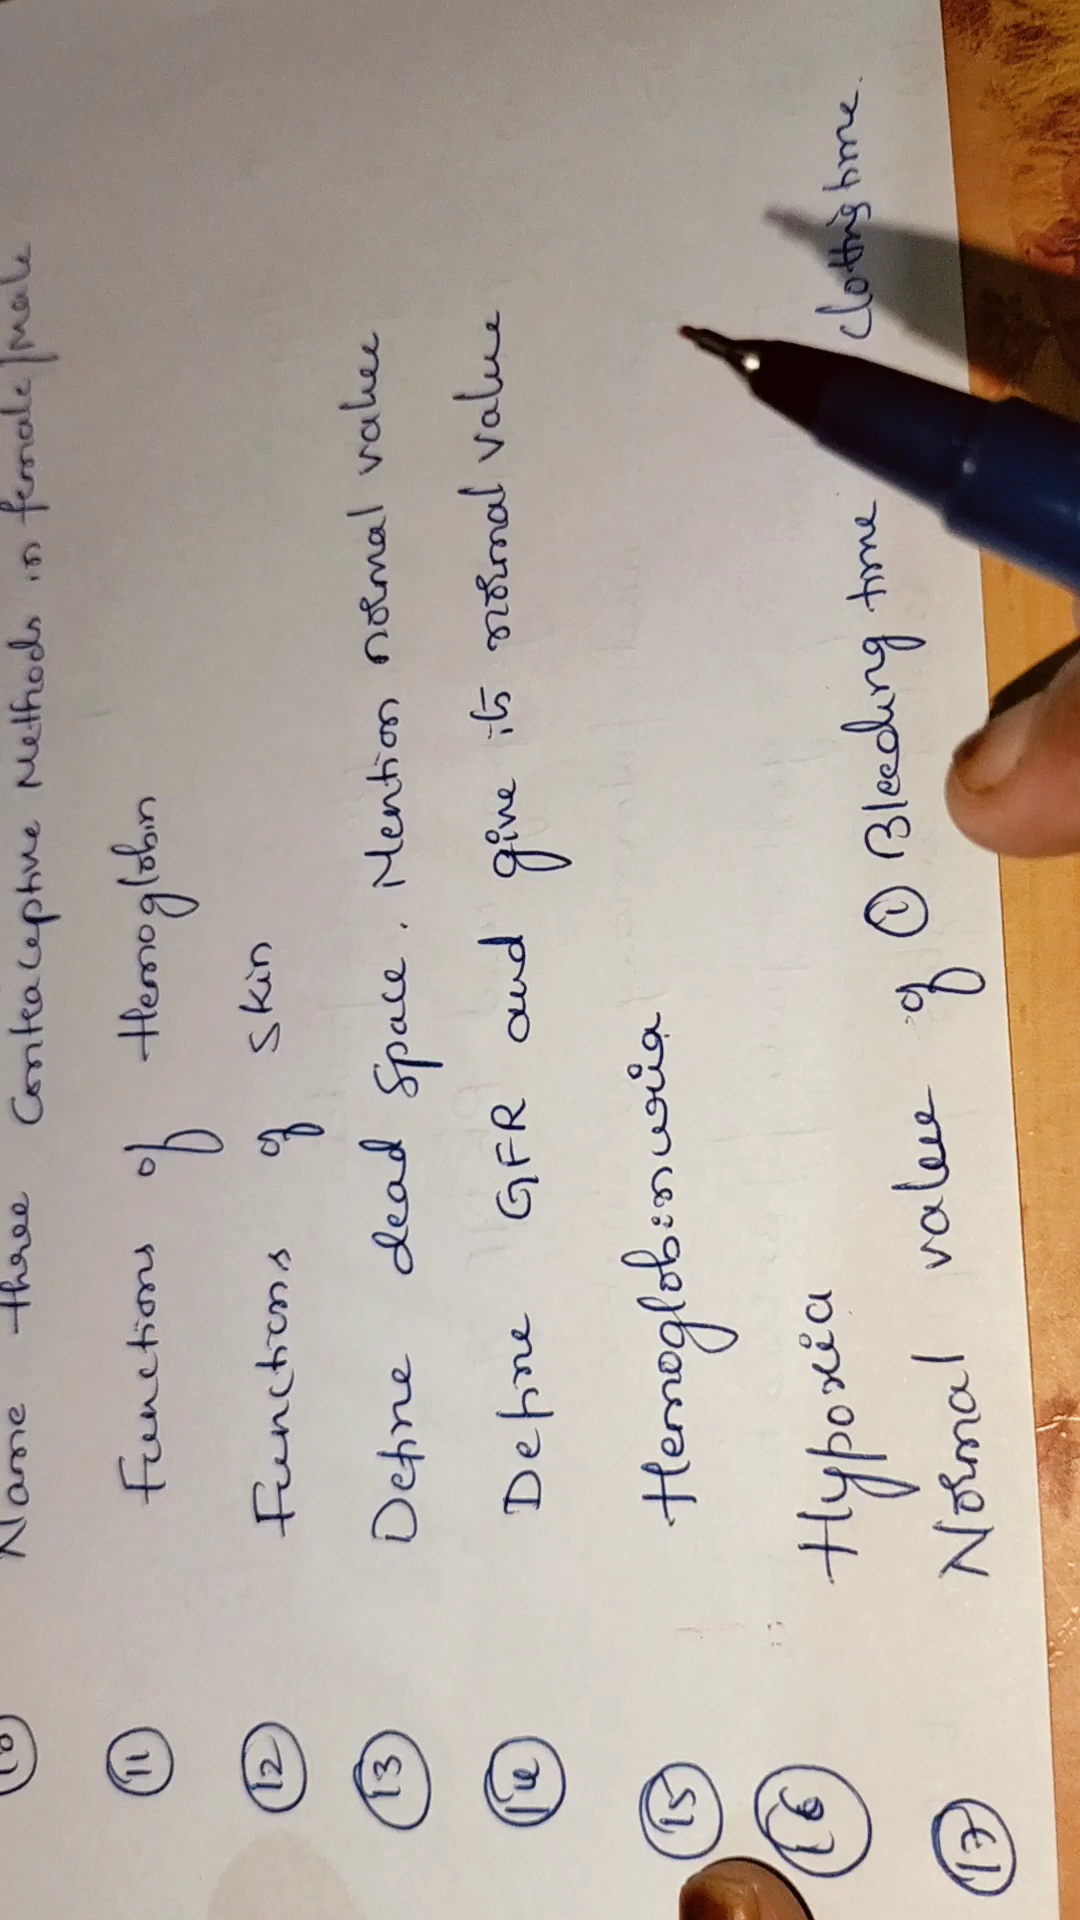 10 Name three Contraceptive Methods in female/male
11 Functions of Hemoglobin
12 Functions of Skin
13 Define dead space. Mention normal value
14 Define GFR and give its normal value
15 Hemoglobinuria
16 Hypoxia
17 Normal value of ① Bleeding time clotting time.